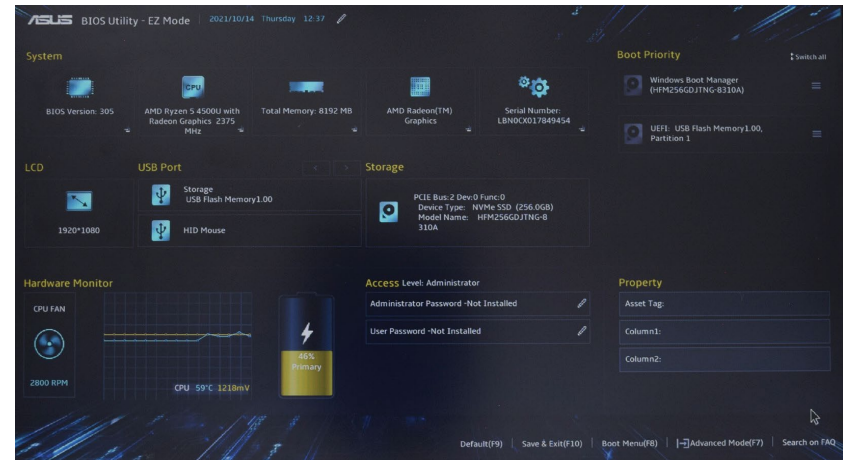 ASUS BIOS Utility - EZ Mode 2021/10/14 Thursday 12:37
System
BIOS Version: 305
CPU
AMD Ryzen 5 4500U with
Radeon Graphics 2375
MHz
Total Memory: 8192 MB
AMD Radeon(TM)
Graphics
Serial Number:
LBN0CX017849454
Boot Priority
Switch all
Windows Boot Manager
(HFM256GDJTNG-8310A)
UEFI: USB Flash Memory1.00,
Partition 1
LCD
1920*1080
USB Port
Storage
USB Flash Memory1.00
HID Mouse
Storage
PCIE Bus:2 Dev:0 Func:0
Device Type: NVMe SSD (256.0GB)
Model Name: HFM256GDJTNG-8
310A
Hardware Monitor
CPU FAN
2800 RPM
CPU 59°C 1218mV
46%
Primary
Access Level: Administrator
Administrator Password -Not Installed
User Password -Not Installed
Property
Asset Tag:
Column1:
Column2:
Default(F9) Save & Exit(F10) Boot Menu(F8) Advanced Mode(F7) Search on FAQ